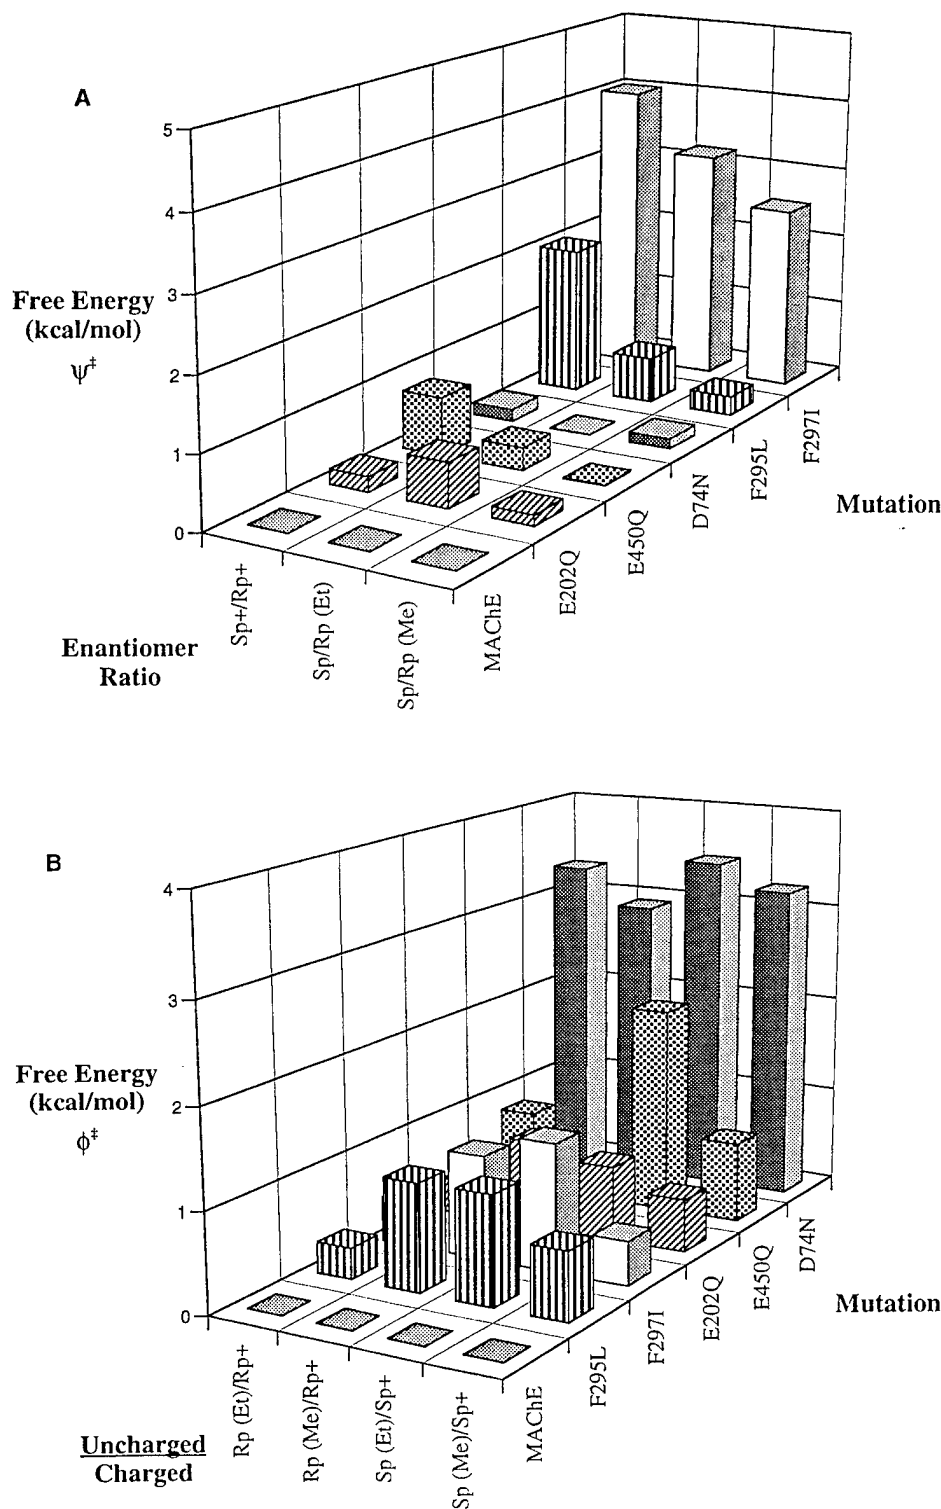 A
5
4
3
2
1
0
Free Energy
(kcal/mol)
ψ‡
Sp+/Rp+
Sp/Rp (Et)
Sp/Rp (Me)
Enantiomer
Ratio
MAChE
E202Q
E450Q
D74N
F295L
F297I
Mutation
B
4
3
2
1
0
Free Energy
(kcal/mol)
ϕ‡
Rp (Et)/Rp+
Rp (Me)/Rp+
Sp (Et)/Sp+
Sp (Me)/Sp+
Uncharged
Charged
MAChE
F295L
F297I
E202Q
E450Q
D74N
Mutation